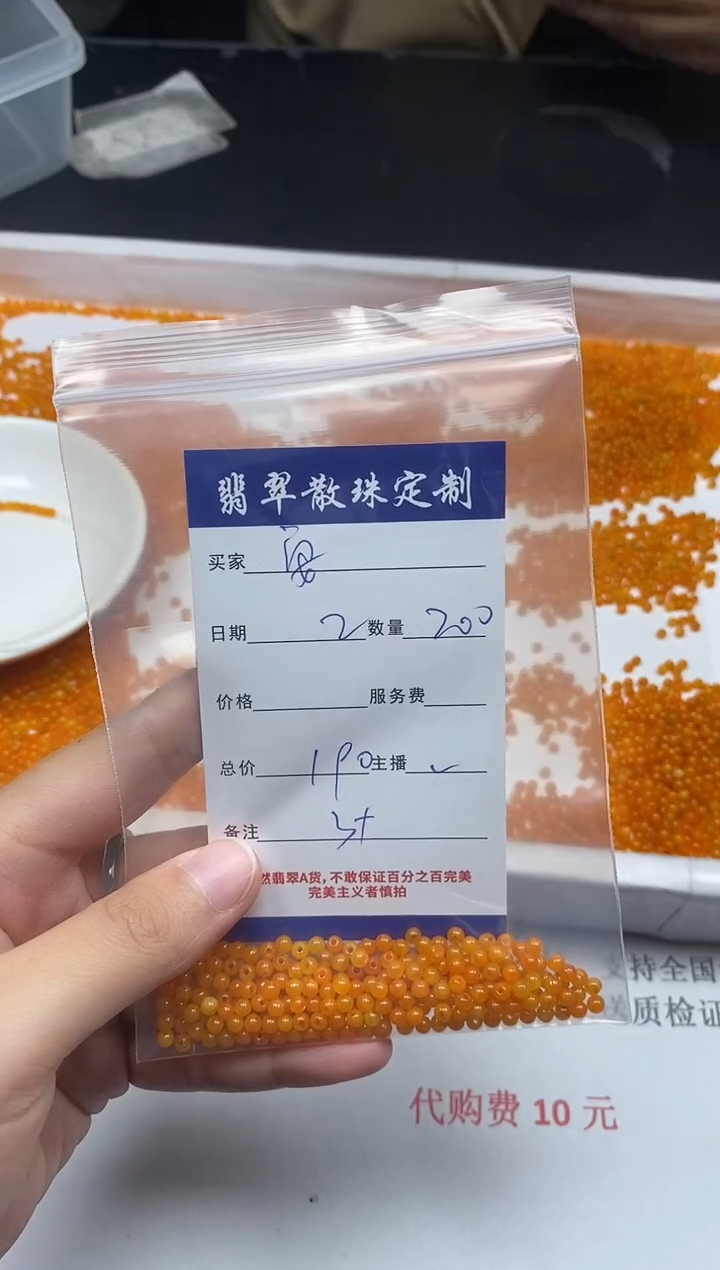 翡翠散珠定制
买家
日期 2 数量 200
价格 服务费
总价 190 主播
备注
然翡翠A货，不敢保证百分之百完美
完美主义者慎拍
支持全国
质检证
代购费 10 元